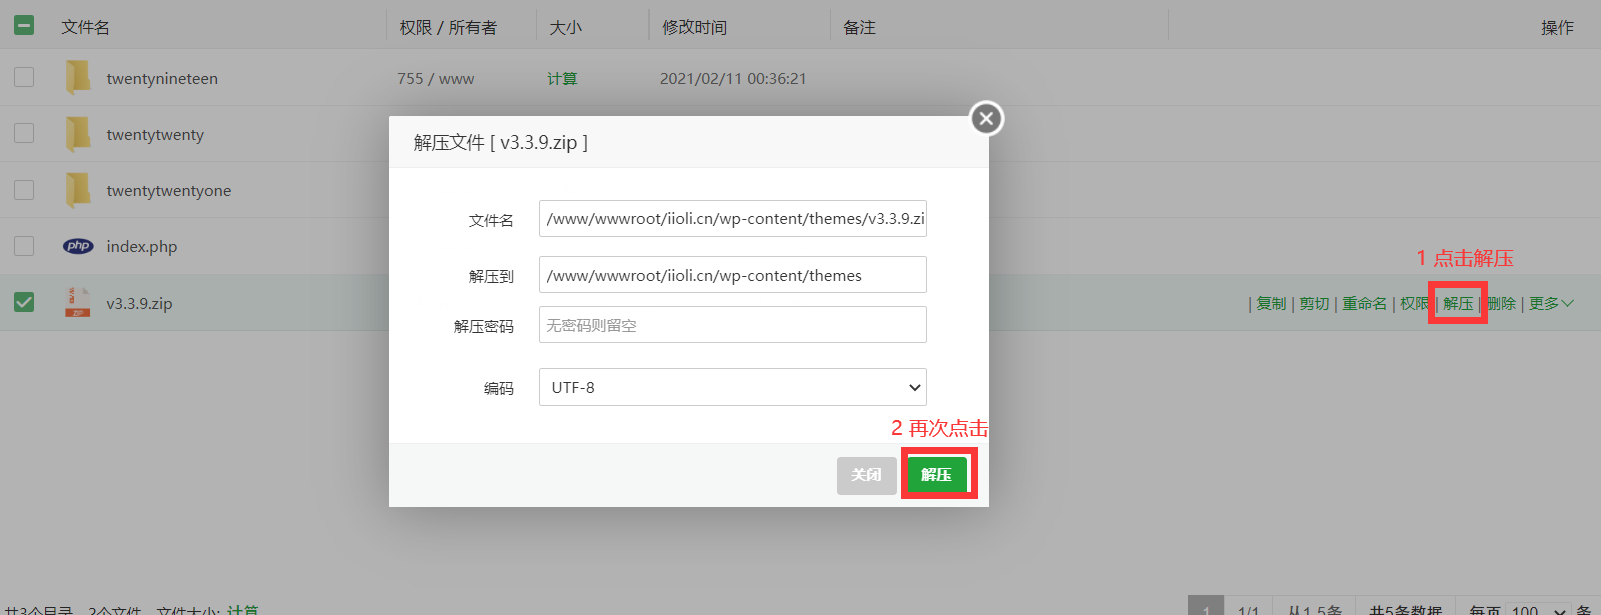 文件名 权限 / 所有者 大小 修改时间 备注 操作
twentynineteen 755 / www 计算 2021/02/11 00:36:21
twentytwenty
twentytwentyone
index.php
v3.3.9.zip
1 点击解压
| 复制 | 剪切 | 重命名 | 权限 | 解压 | 删除 | 更多
解压文件 [ v3.3.9.zip ]
文件名 /www/wwwroot/iioli.cn/wp-content/themes/v3.3.9.zi
解压到 /www/wwwroot/iioli.cn/wp-content/themes
解压密码 无密码则留空
编码 UTF-8
2 再次点击
关闭 解压
共3个目录，2个文件，文件大小: 计算 1 1/1 从1-5条 共5条数据 每页 100 条